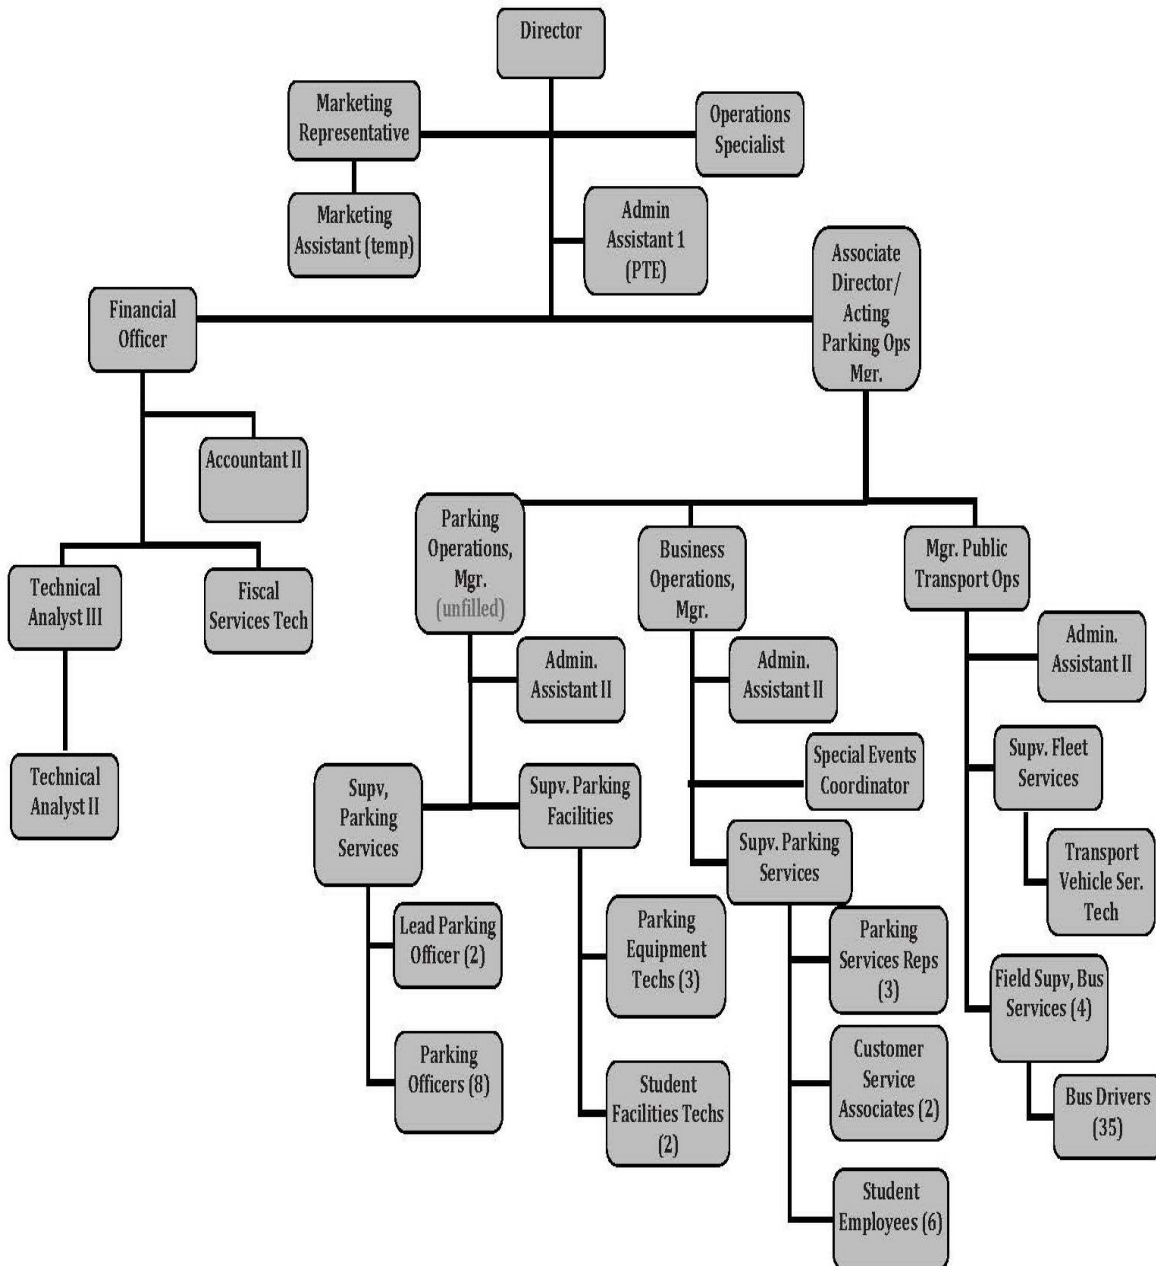 Director
Marketing
Representative
Operations
Specialist
Marketing
Assistant (temp)
Admin
Assistant 1
(PTE)
Associate
Director/
Acting
Parking Ops
Mgr.
Financial
Officer
Accountant II
Technical
Analyst III
Fiscal
Services Tech
Technical
Analyst II
Parking
Operations,
Mgr.
(unfilled)
Business
Operations,
Mgr.
Mgr. Public
Transport Ops
Admin.
Assistant II
Admin.
Assistant II
Admin.
Assistant II
Supv,
Parking
Services
Supv. Parking
Facilities
Special Events
Coordinator
Supv. Fleet
Services
Supv. Parking
Services
Transport
Vehicle Ser.
Tech
Lead Parking
Officer (2)
Parking
Equipment
Techs (3)
Parking
Services Reps
(3)
Field Supv, Bus
Services (4)
Parking
Officers (8)
Student
Facilities Techs
(2)
Customer
Service
Associates (2)
Bus Drivers
(35)
Student
Employees (6)